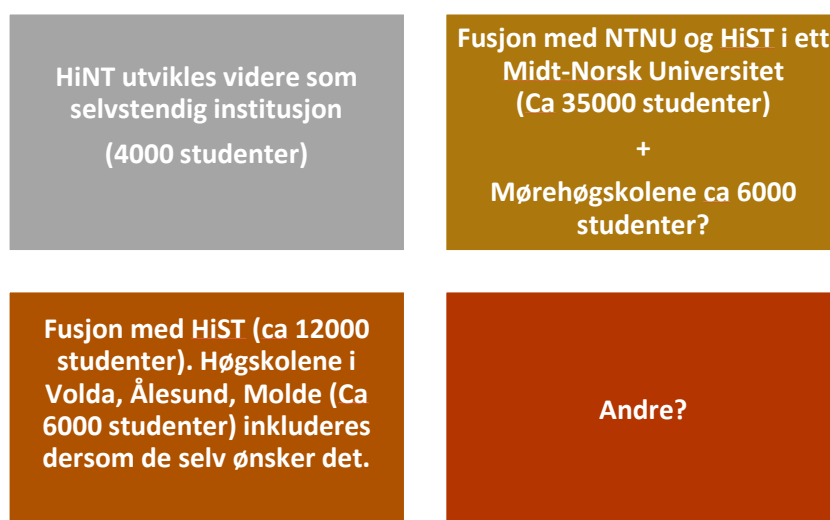 HiNT utvikles videre som
selvstendig institusjon
(4000 studenter)
Fusjon med NTNU og HiST i ett
Midt-Norsk Universitet
(Ca 35000 studenter)
+
Mørehøgskolene ca 6000
studenter?
Fusjon med HiST (ca 12000
studenter). Høgskolene i
Volda, Ålesund, Molde (Ca
6000 studenter) inkluderes
dersom de selv ønsker det.
Andre?